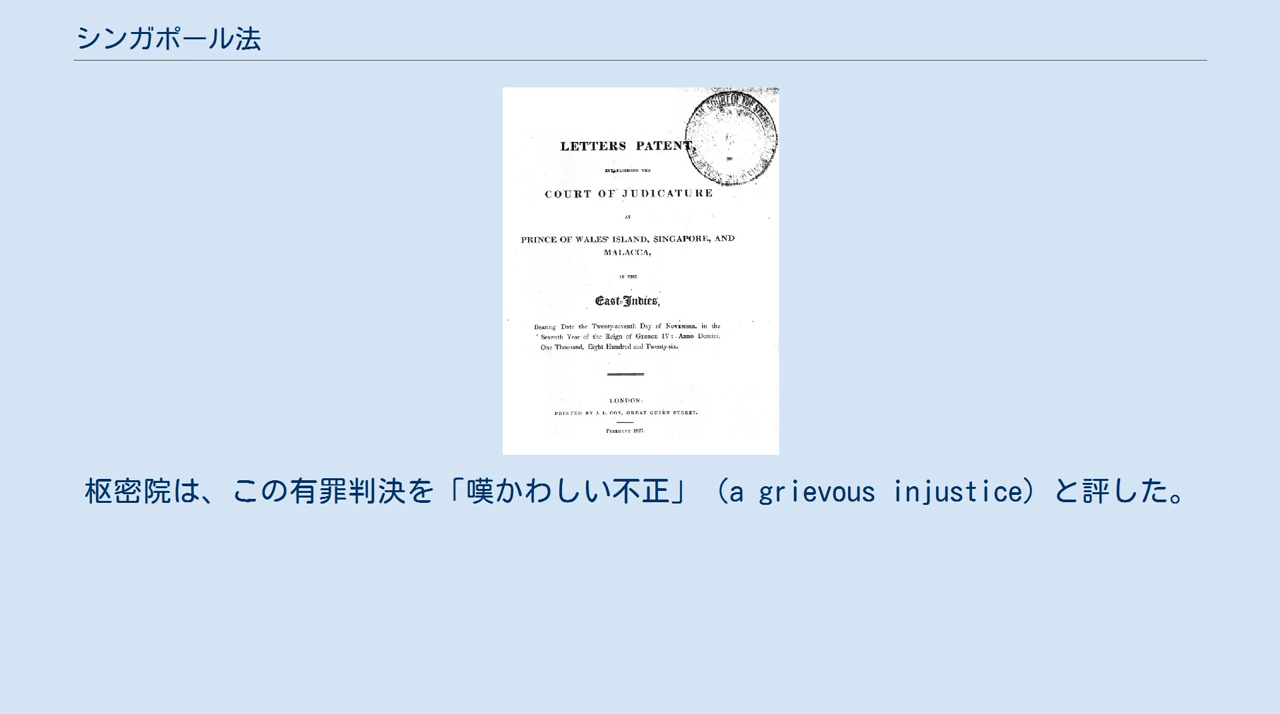 シンガポール法
LETTERS PATENT,
ESTABLISHING THE
COURT OF JUDICATURE
AT
PRINCE OF WALES' ISLAND, SINGAPORE, AND
MALACCA,
IN THE
East-Indies,
Bearing Date the Twenty-seventh Day of NOVEMBER, in the
Seventh Year of the Reign of GEORGE IV: Anno Domini,
One Thousand, Eight Hundred and Twenty-six.
LONDON:
PRINTED BY J. L. COX, GREAT QUEEN STREET.
FEBRUARY 1827.
枢密院は、この有罪判決を「嘆かわしい不正」（a grievous injustice）と評した。